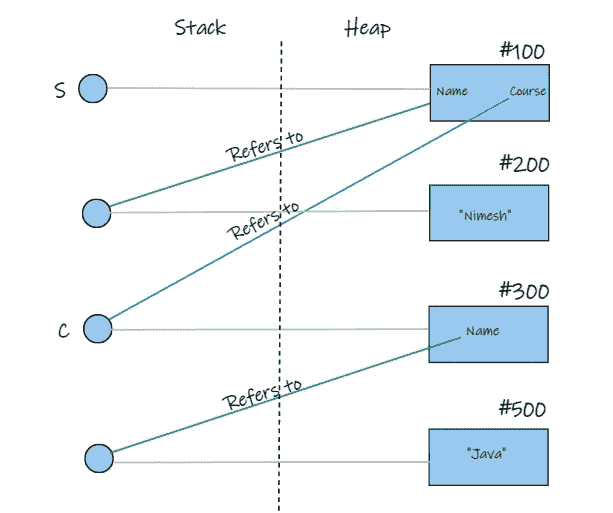 Stack Heap
#100
S
Name Course
Refers to
#200
Refers to
"Nimesh"
#300
C
Name
Refers to
#500
"Java"